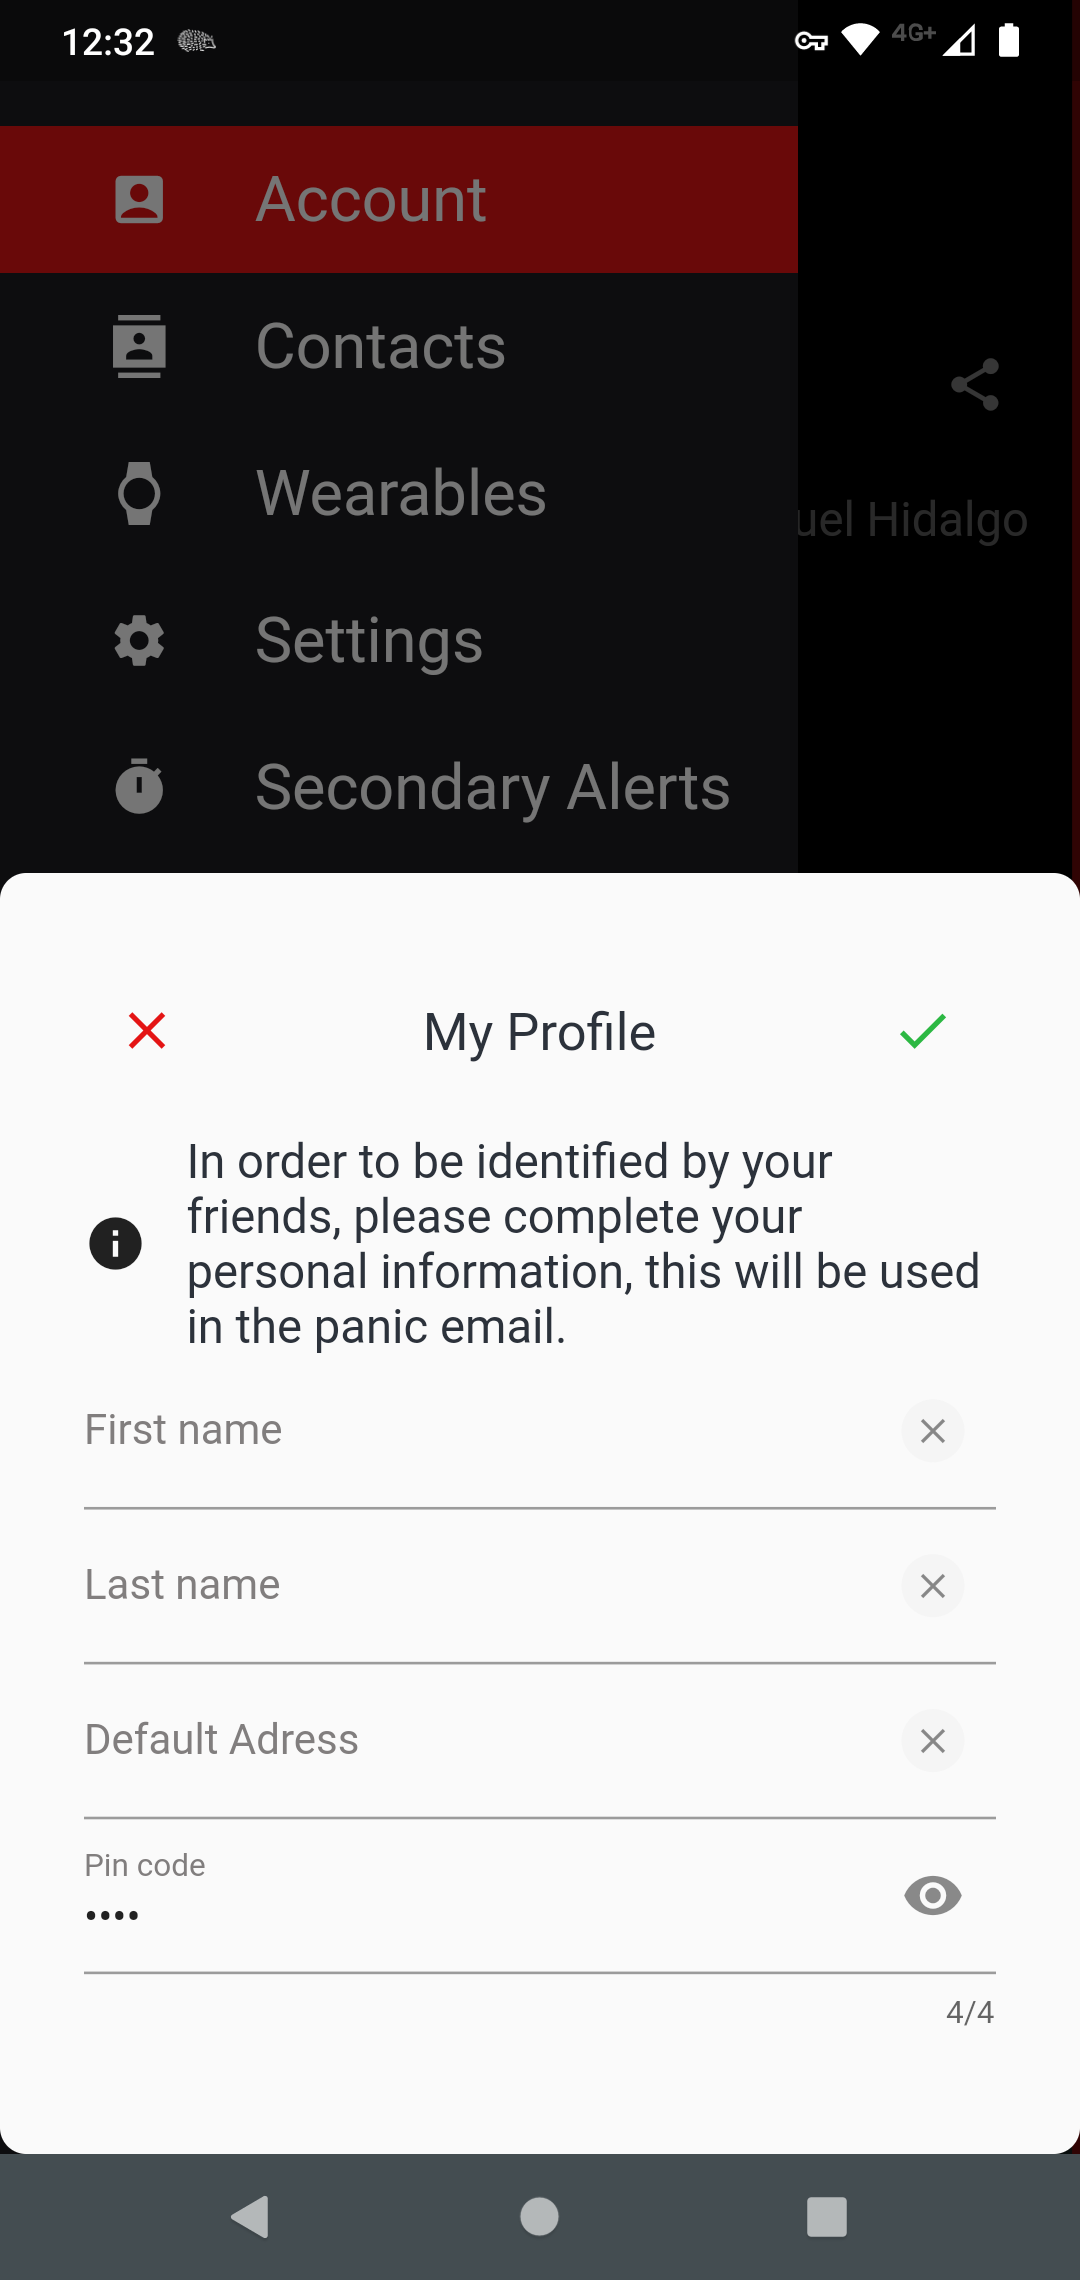 12:32
4G+
Account
Contacts
Wearables
uel Hidalgo
Settings
Secondary Alerts
My Profile
In order to be identified by your
friends, please complete your
personal information, this will be used
in the panic email.
First name
Last name
Default Adress
Pin code
••••
4/4